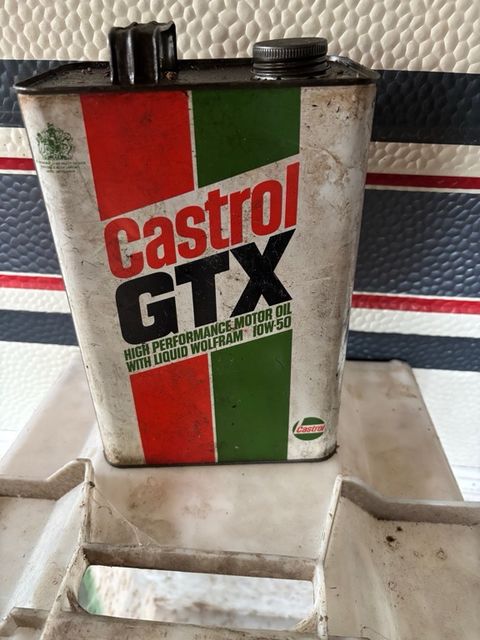 Castrol
GTX
HIGH PERFORMANCE MOTOR OIL
WITH LIQUID WOLFRAM 10W-50
Castrol